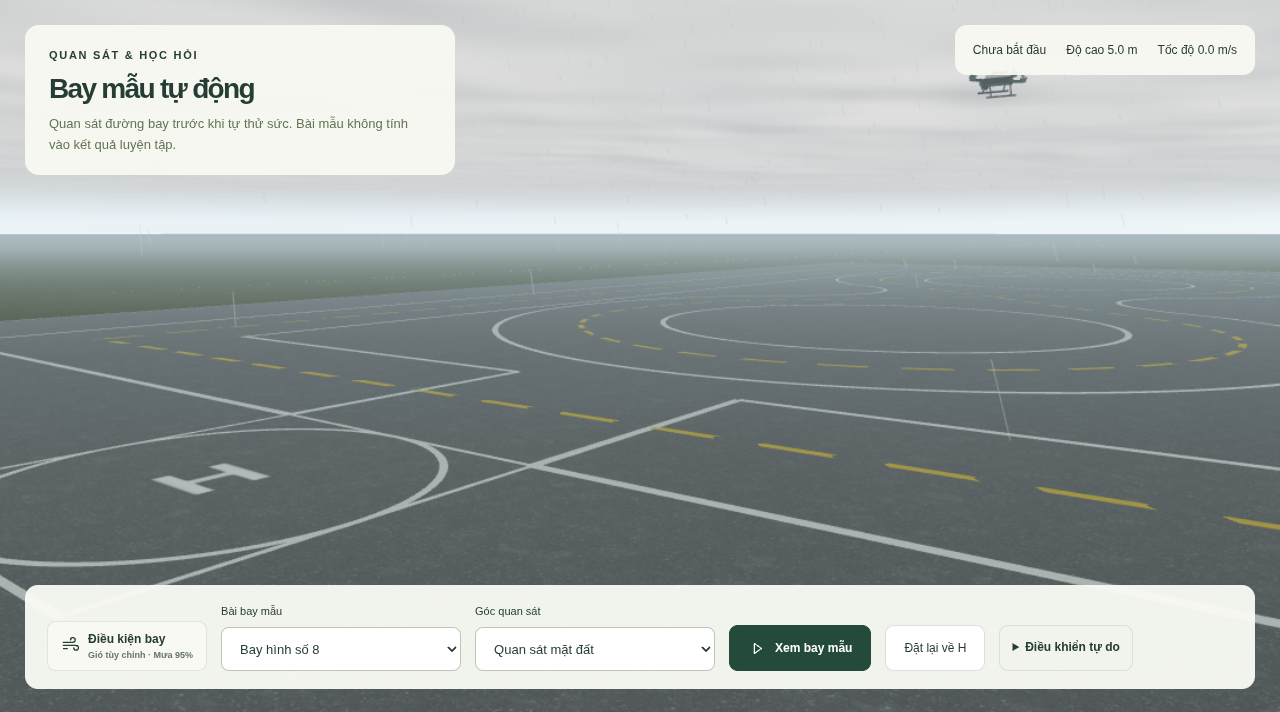 QUAN SÁT & HỌC HỎI
Bay mẫu tự động
Quan sát đường bay trước khi tự thử sức. Bài mẫu không tính
vào kết quả luyện tập.
Chưa bắt đầu Độ cao 5.0 m Tốc độ 0.0 m/s
H
Điều kiện bay
Gió tùy chỉnh · Mưa 95%
Bài bay mẫu
Bay hình số 8
Góc quan sát
Quan sát mặt đất
Xem bay mẫu
Đặt lại về H
Điều khiển tự do